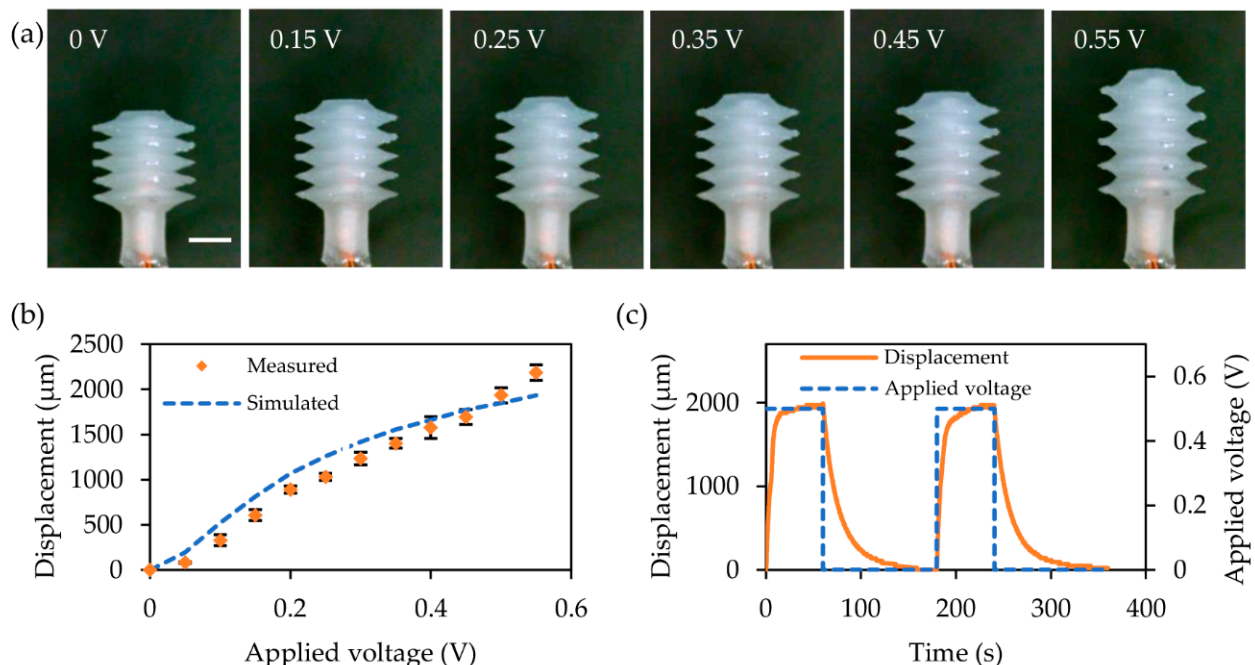 (a)
0 V 0.15 V 0.25 V 0.35 V 0.45 V 0.55 V
(b)
Displacement (μm)
2500
2000
1500
1000
500
0
Measured
Simulated
0 0.2 0.4 0.6
Applied voltage (V)
(c)
Displacement (μm)
2000
1000
0
Displacement
Applied voltage
0.6
0.4
0.2
0
Applied voltage (V)
0 100 200 300 400
Time (s)